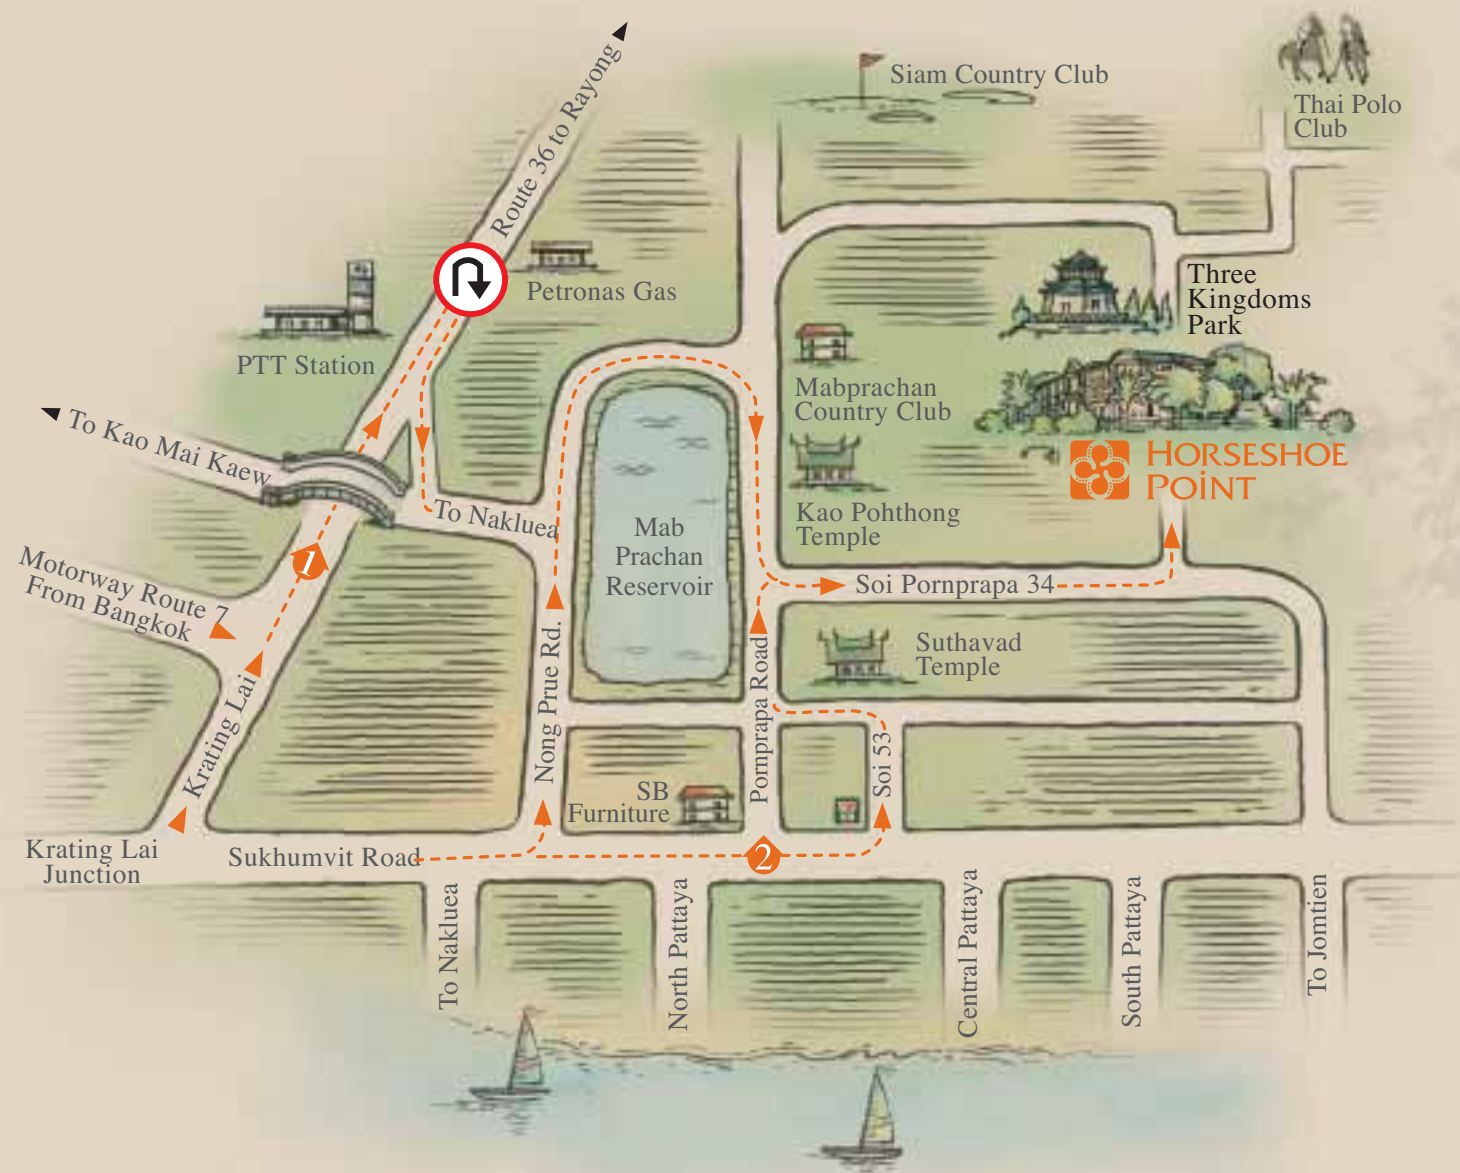 Siam Country Club
Thai Polo
Club
Route 36 to Rayong
Petronas Gas
Three
Kingdoms
Park
PTT Station
Mabprachan
Country Club
To Kao Mai Kaew
HORSESHOE
POINT
To Nakluea
Kao Pohthong
Temple
Mab
Prachan
Reservoir
1
Motorway Route 7
From Bangkok
Soi Pornprapa 34
Suthavad
Temple
Krating Lai
Nong Prue Rd.
Pornprapa Road
Soi 53
SB
Furniture
Krating Lai
Junction
Sukhumvit Road
2
To Nakluea
North Pattaya
Central Pattaya
South Pattaya
To Jomtien